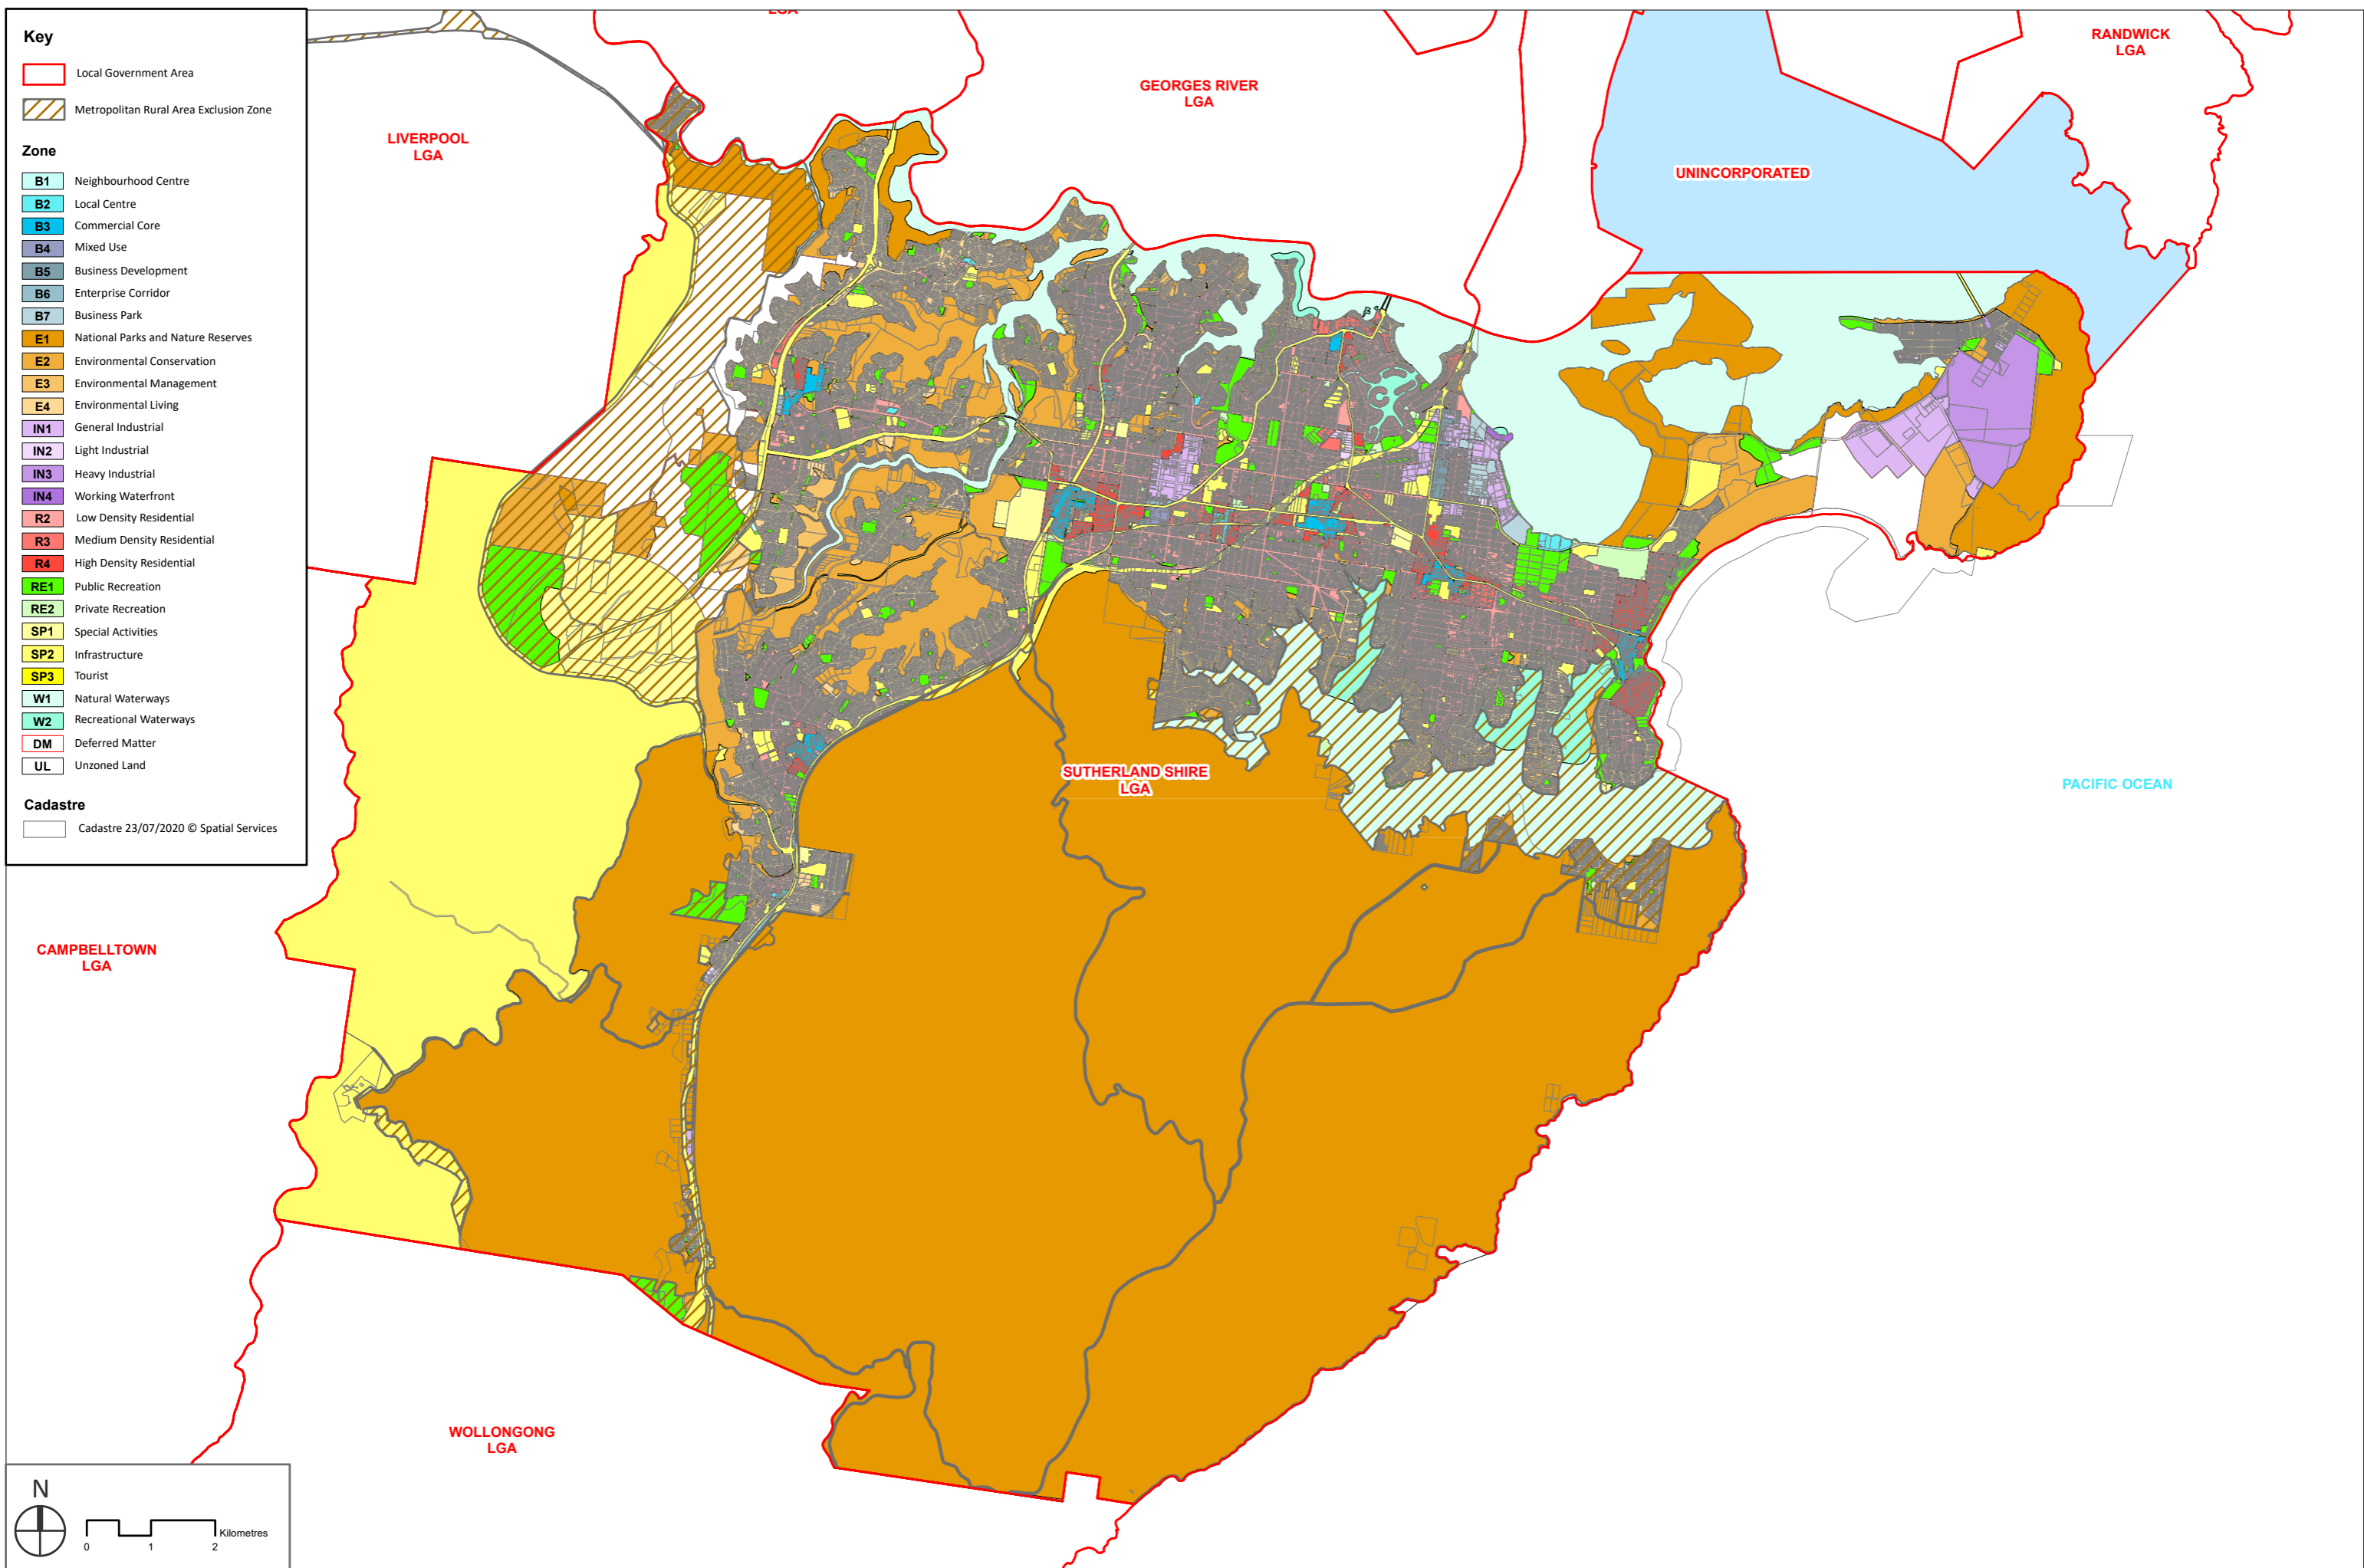 Key
Local Government Area
Metropolitan Rural Area Exclusion Zone
Zone
B1 Neighbourhood Centre
B2 Local Centre
B3 Commercial Core
B4 Mixed Use
B5 Business Development
B6 Enterprise Corridor
B7 Business Park
E1 National Parks and Nature Reserves
E2 Environmental Conservation
E3 Environmental Management
E4 Environmental Living
IN1 General Industrial
IN2 Light Industrial
IN3 Heavy Industrial
IN4 Working Waterfront
R2 Low Density Residential
R3 Medium Density Residential
R4 High Density Residential
RE1 Public Recreation
RE2 Private Recreation
SP1 Special Activities
SP2 Infrastructure
SP3 Tourist
W1 Natural Waterways
W2 Recreational Waterways
DM Deferred Matter
UL Unzoned Land
Cadastre
Cadastre 23/07/2020 © Spatial Services
LGA
RANDWICK
LGA
GEORGES RIVER
LGA
LIVERPOOL
LGA
UNINCORPORATED
SUTHERLAND SHIRE
LGA
PACIFIC OCEAN
CAMPBELLTOWN
LGA
WOLLONGONG
LGA
N
Kilometres
0 1 2